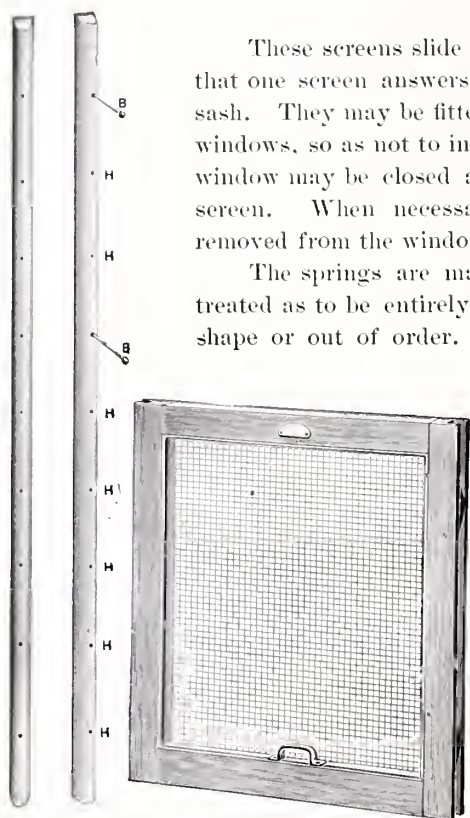 These screens slide
that one screen answers
sash. They may be fitte
windows, so as not to in
window may be closed a
screen. When necessa
removed from the windo
The springs are ma
treated as to be entirely
shape or out of order.
B
H
H
B
H
H
H
H
H